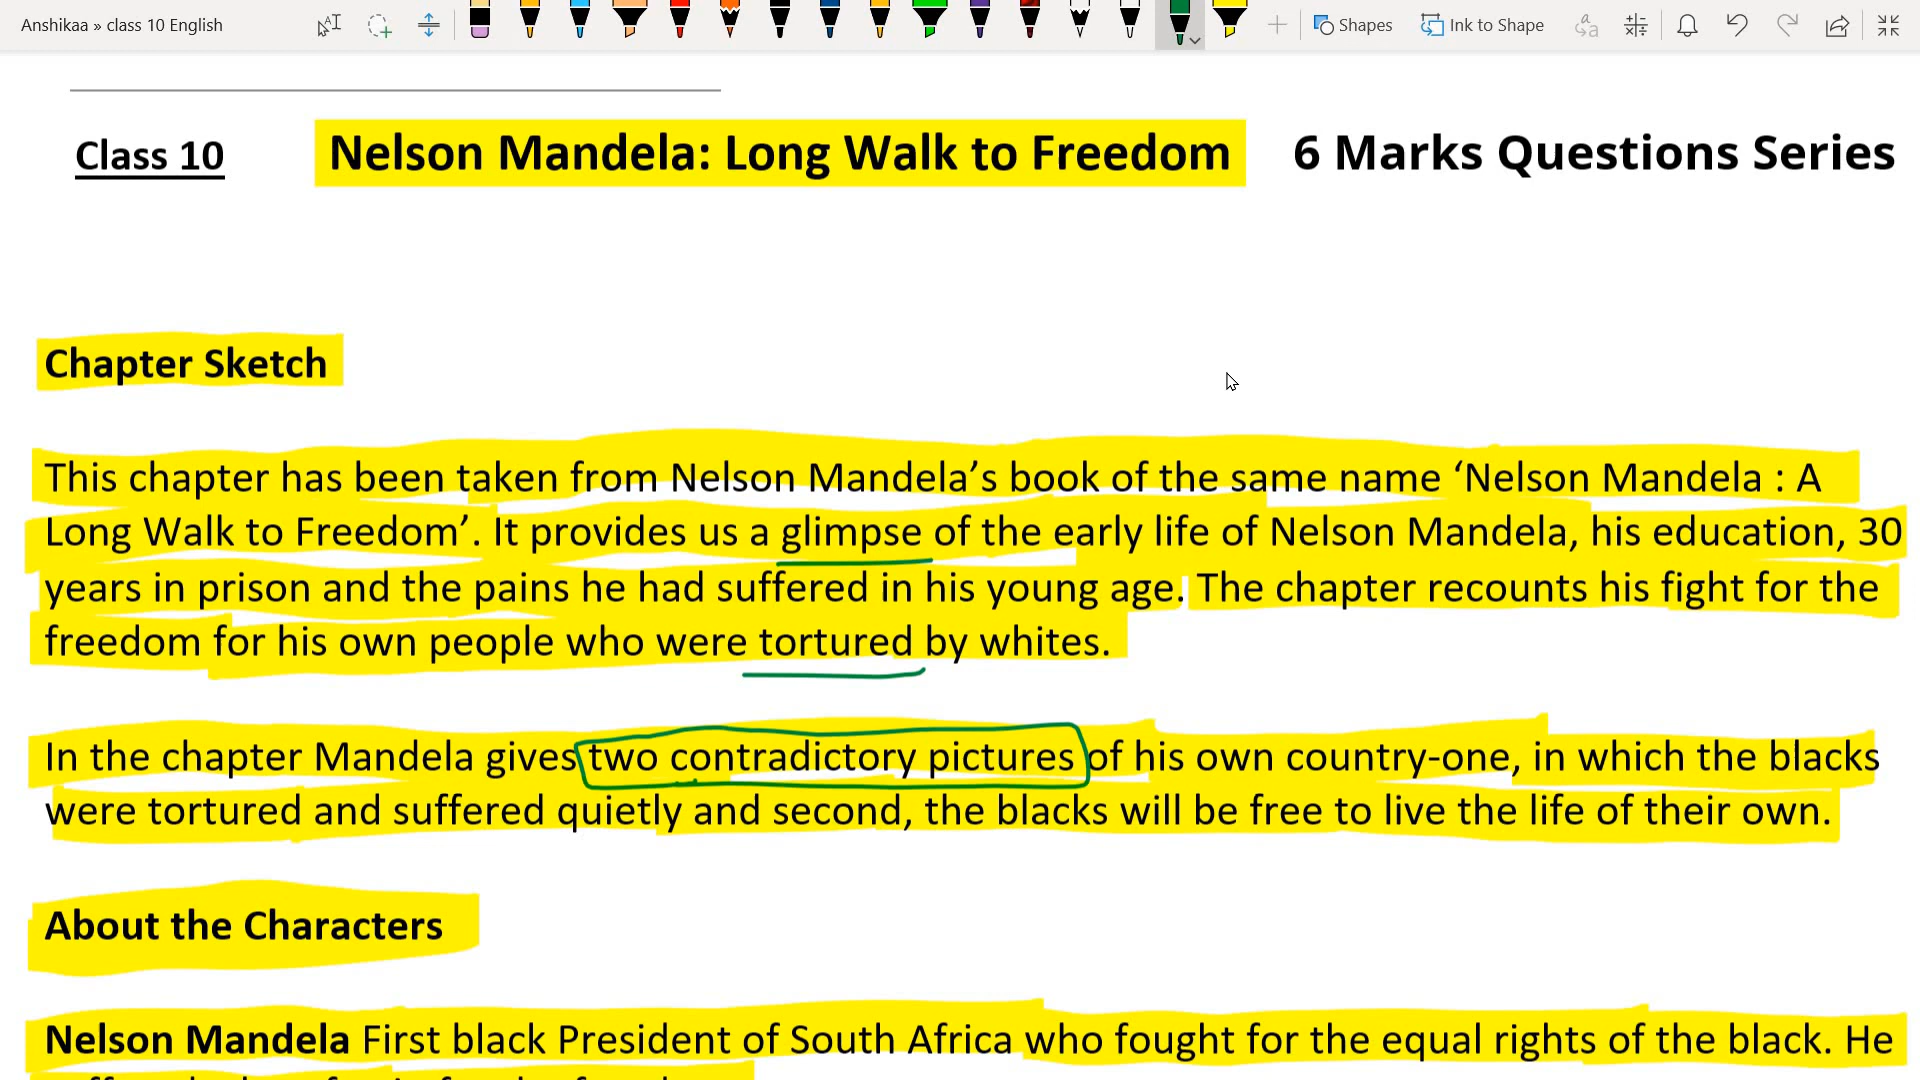 Anshikaa » class 10 English
Shapes
Ink to Shape
Class 10 Nelson Mandela: Long Walk to Freedom 6 Marks Questions Series
Chapter Sketch
This chapter has been taken from Nelson Mandela’s book of the same name ‘Nelson Mandela : A
Long Walk to Freedom’. It provides us a glimpse of the early life of Nelson Mandela, his education, 30
years in prison and the pains he had suffered in his young age. The chapter recounts his fight for the
freedom for his own people who were tortured by whites.
In the chapter Mandela gives two contradictory pictures of his own country-one, in which the blacks
were tortured and suffered quietly and second, the blacks will be free to live the life of their own.
About the Characters
Nelson Mandela First black President of South Africa who fought for the equal rights of the black. He